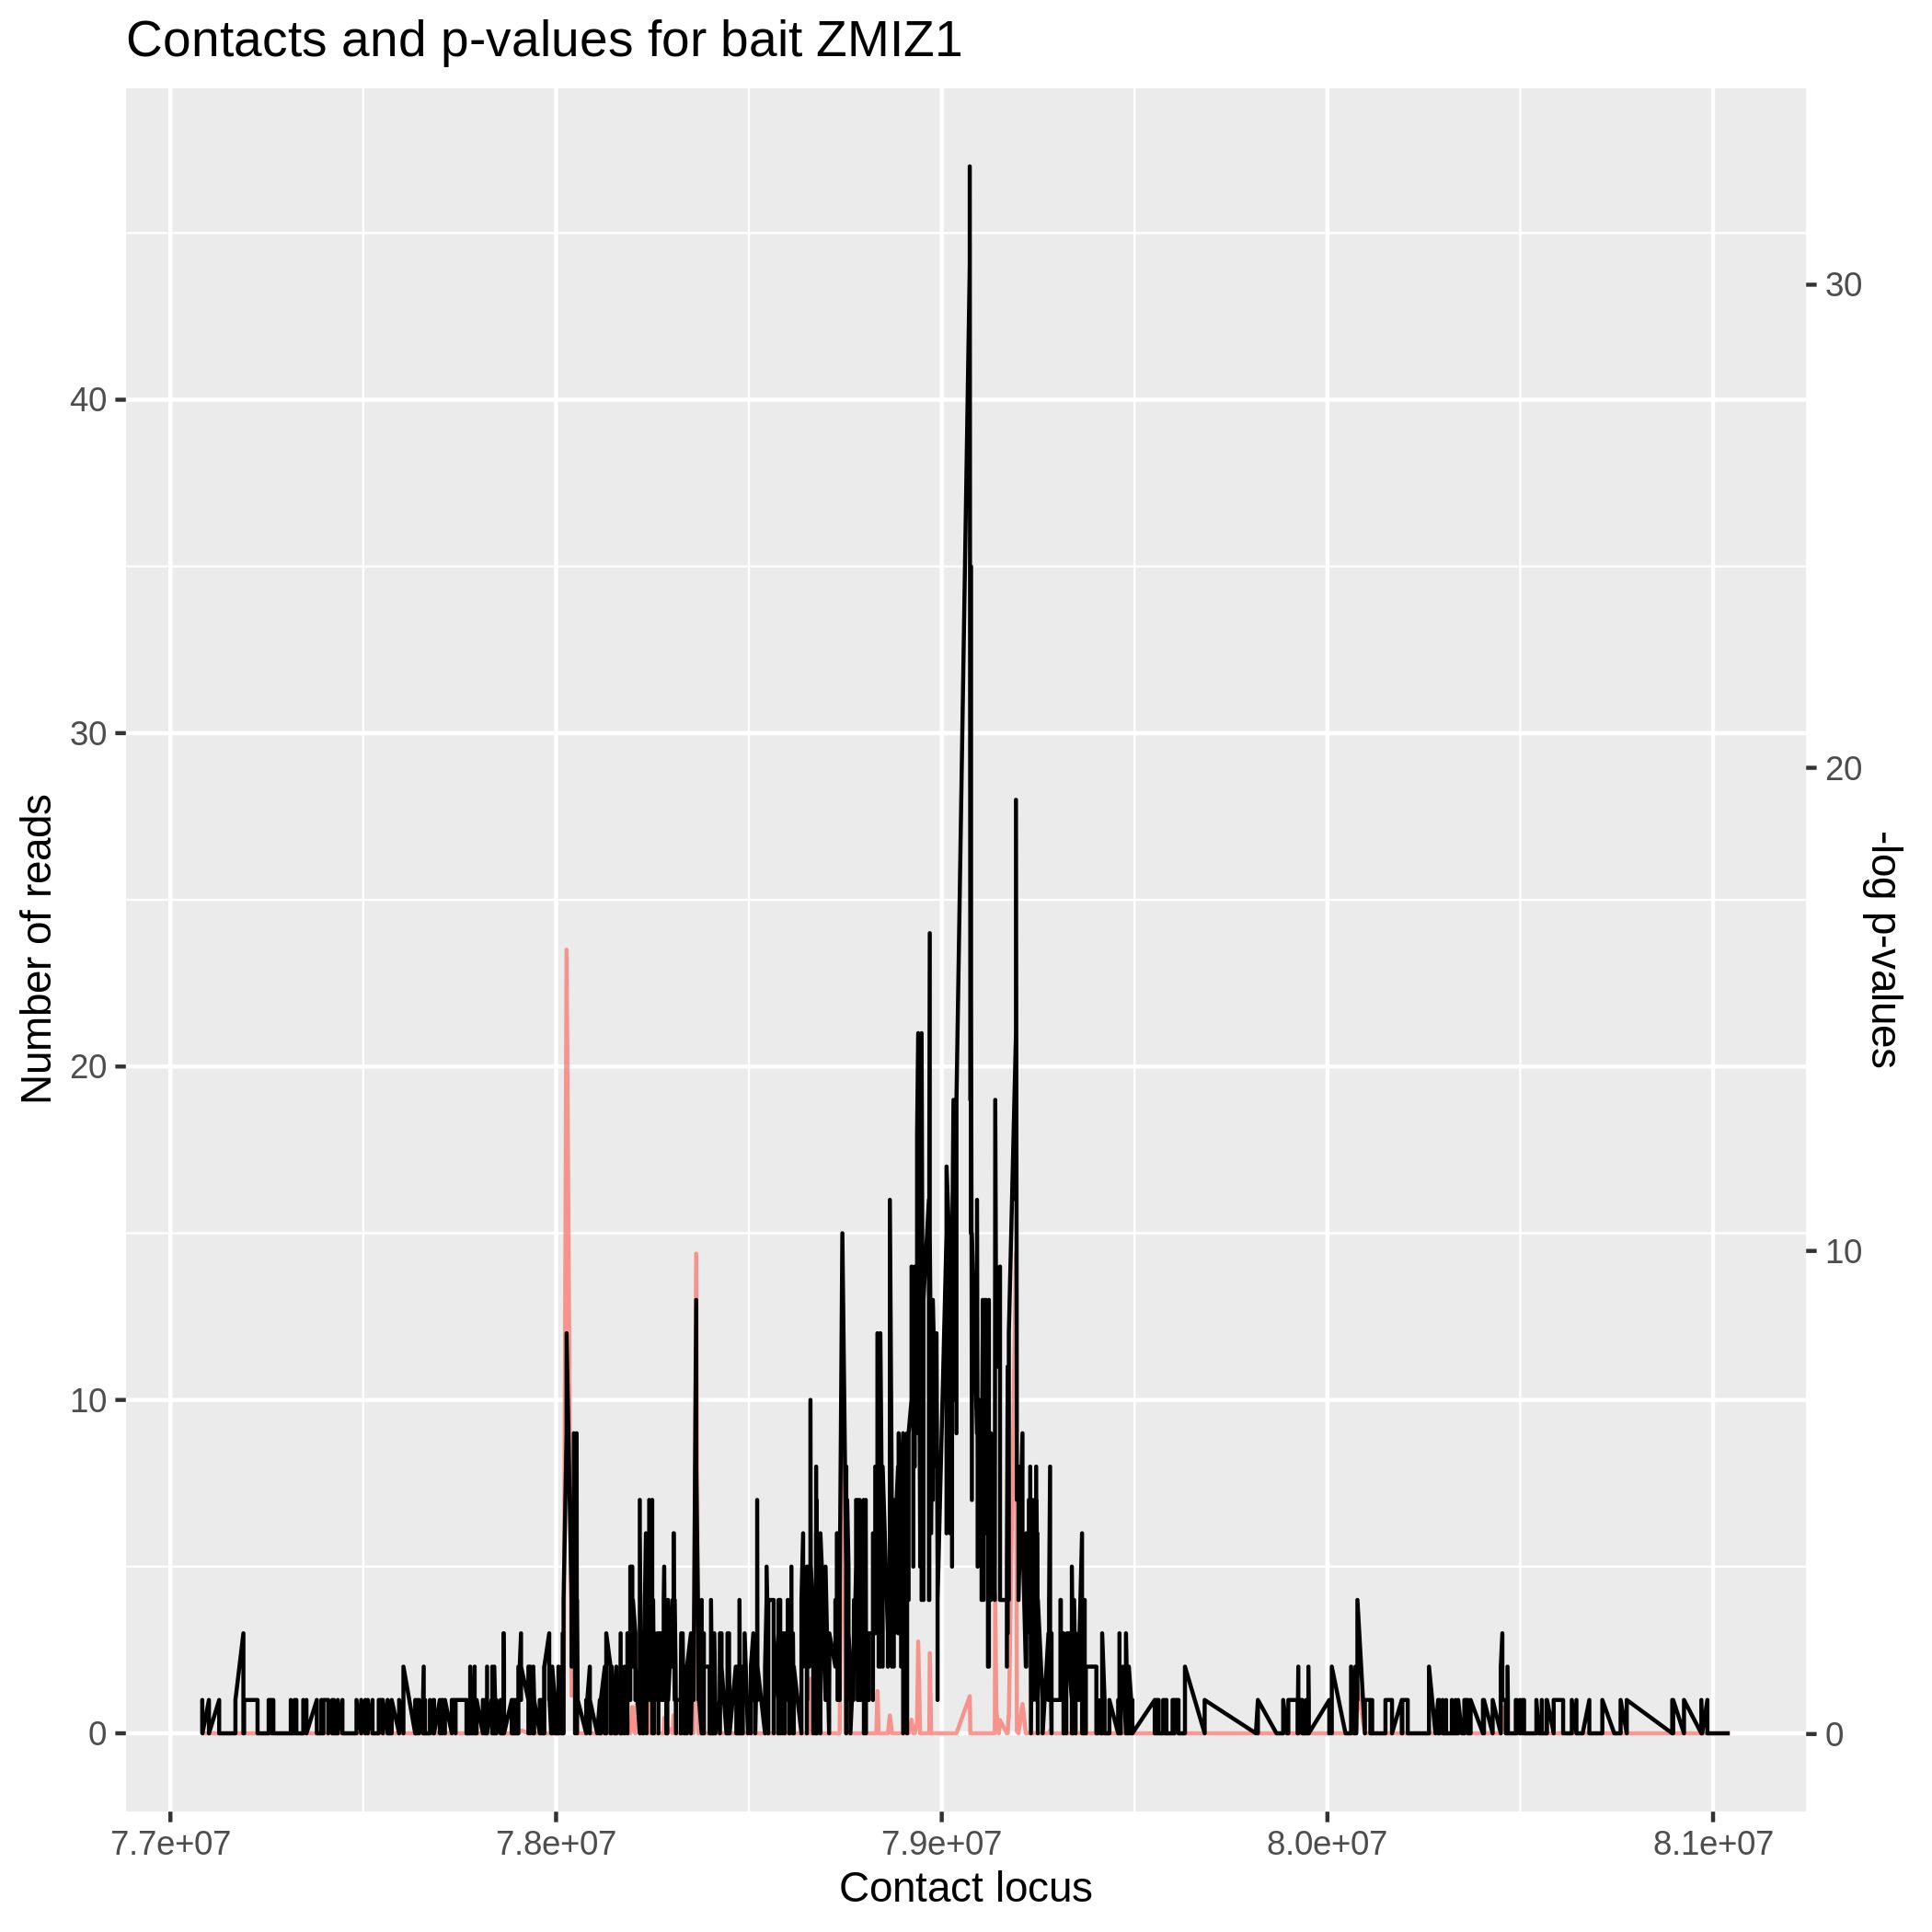 Contacts and p-values for bait ZMIZ1
Number of reads
40
30
20
10
0
30
20
10
0
-log p-values
7.7e+07 7.8e+07 7.9e+07 8.0e+07 8.1e+07
Contact locus